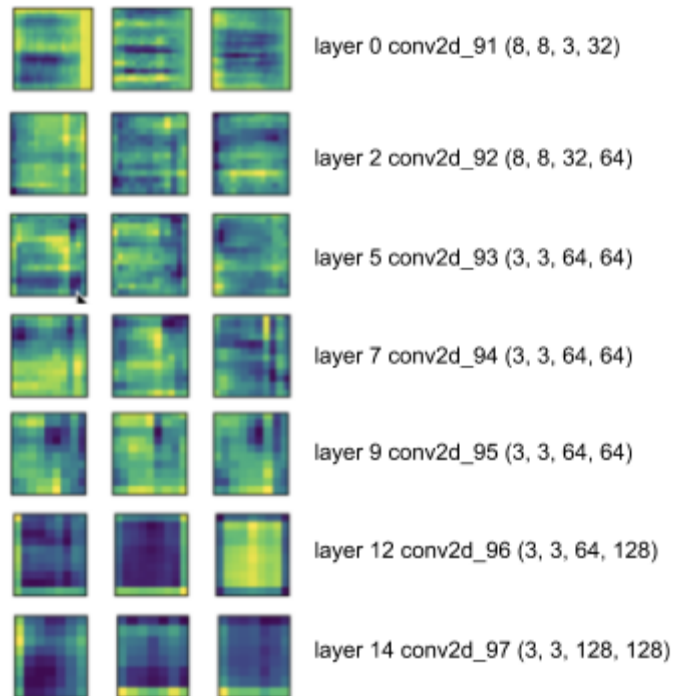 layer 0 conv2d_91 (8, 8, 3, 32)
layer 2 conv2d_92 (8, 8, 32, 64)
layer 5 conv2d_93 (3, 3, 64, 64)
layer 7 conv2d_94 (3, 3, 64, 64)
layer 9 conv2d_95 (3, 3, 64, 64)
layer 12 conv2d_96 (3, 3, 64, 128)
layer 14 conv2d_97 (3, 3, 128, 128)